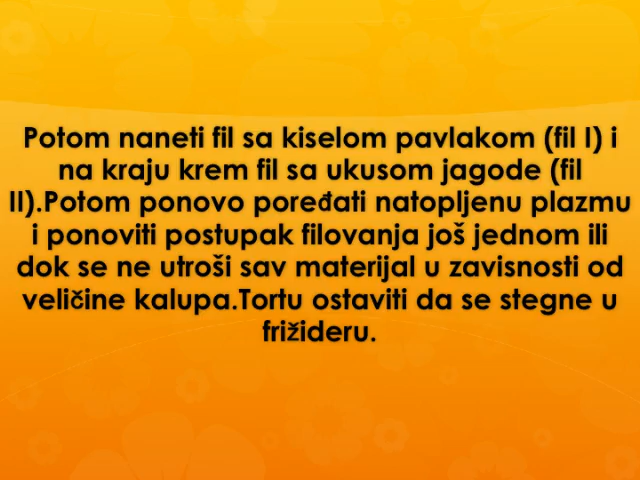 Potom naneti fil sa kiselom pavlakom (fil I) i
na kraju krem fil sa ukusom jagode (fil
II).Potom ponovo poređati natopljenu plazmu
i ponoviti postupak filovanja još jednom ili
dok se ne utroši sav materijal u zavisnosti od
veličine kalupa.Tortu ostaviti da se stegne u
frižideru.